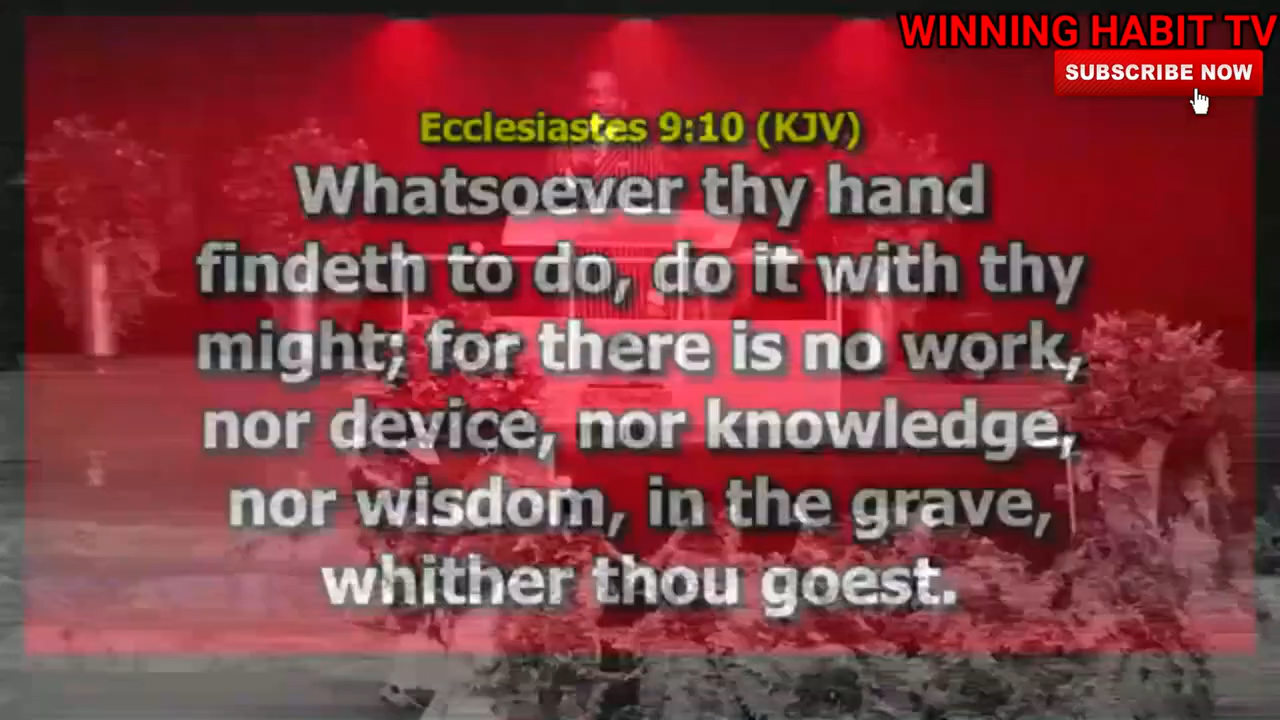 WINNING HABIT TV
SUBSCRIBE NOW
Ecclesiastes 9:10 (KJV)
Whatsoever thy hand
findeth to do, do it with thy
might; for there is no work,
nor device, nor knowledge,
nor wisdom, in the grave,
whither thou goest.